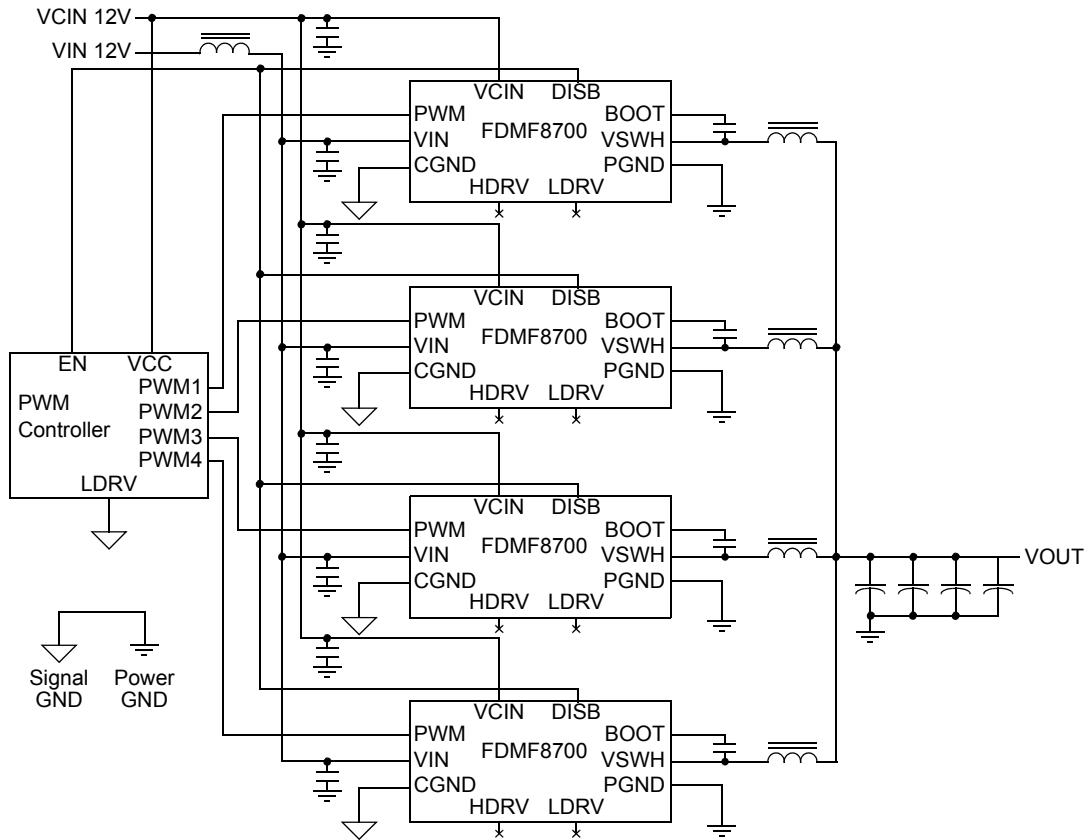 VCIN 12V
VIN 12V
VCIN DISB
PWM BOOT
FDMF8700
VIN VSWH
CGND PGND
HDRV LDRV
VCIN DISB
PWM BOOT
FDMF8700
VIN VSWH
CGND PGND
HDRV LDRV
EN VCC
PWM1
PWM Controller
PWM2
PWM3
PWM4
LDRV
VCIN DISB
PWM BOOT
FDMF8700
VIN VSWH
CGND PGND
HDRV LDRV
VOUT
Signal GND
Power GND
VCIN DISB
PWM BOOT
FDMF8700
VIN VSWH
CGND PGND
HDRV LDRV